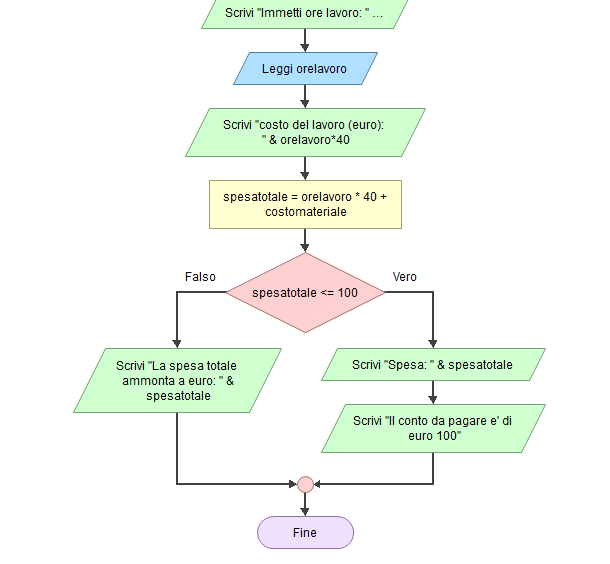 Scrivi "Immetti ore lavoro: " ...
Leggi orelavoro
Scrivi "costo del lavoro (euro):
" & orelavoro*40
spesatotale = orelavoro * 40 +
costomateriale
spesatotale <= 100
Falso
Vero
Scrivi "La spesa totale
ammonta a euro: " &
spesatotale
Scrivi "Spesa: " & spesatotale
Scrivi "Il conto da pagare e' di
euro 100"
Fine